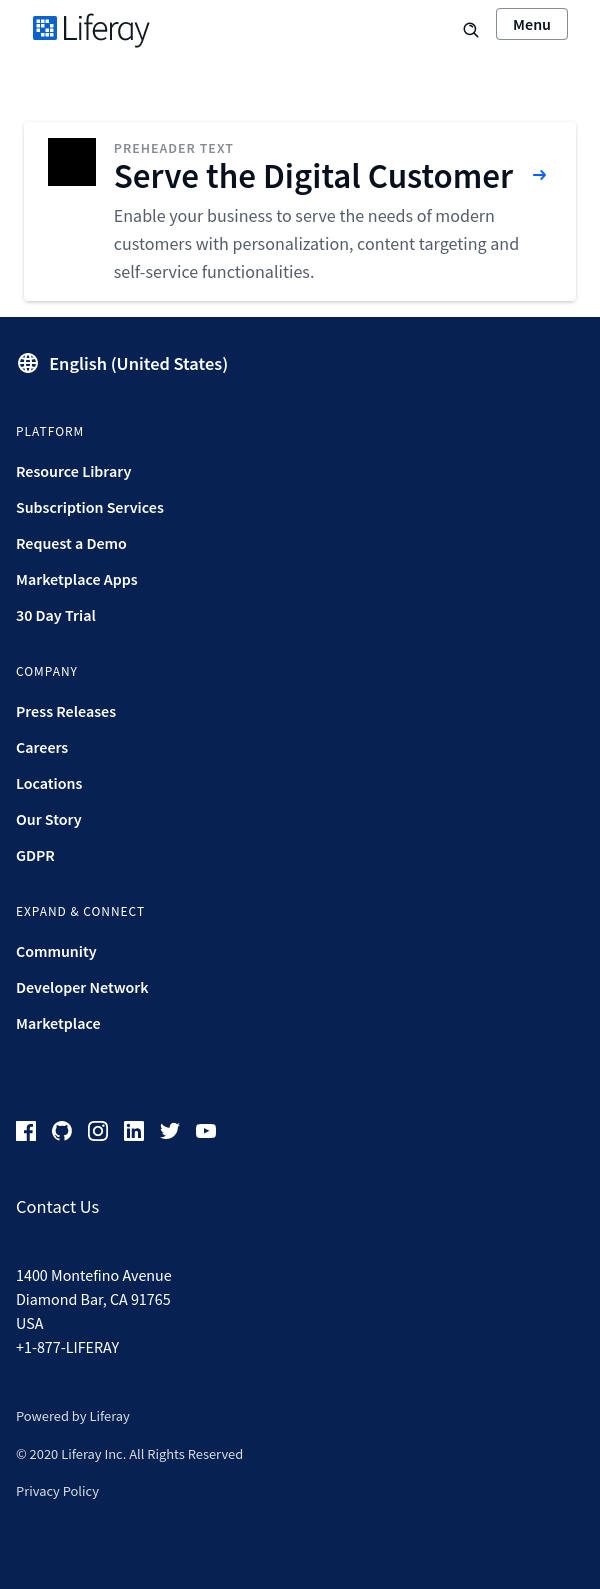 Liferay
Menu
PREHEADER TEXT
Serve the Digital Customer
Enable your business to serve the needs of modern
customers with personalization, content targeting and
self-service functionalities.
English (United States)
PLATFORM
Resource Library
Subscription Services
Request a Demo
Marketplace Apps
30 Day Trial
COMPANY
Press Releases
Careers
Locations
Our Story
GDPR
EXPAND & CONNECT
Community
Developer Network
Marketplace
Contact Us
1400 Montefino Avenue
Diamond Bar, CA 91765
USA
+1-877-LIFERAY
Powered by Liferay
© 2020 Liferay Inc. All Rights Reserved
Privacy Policy